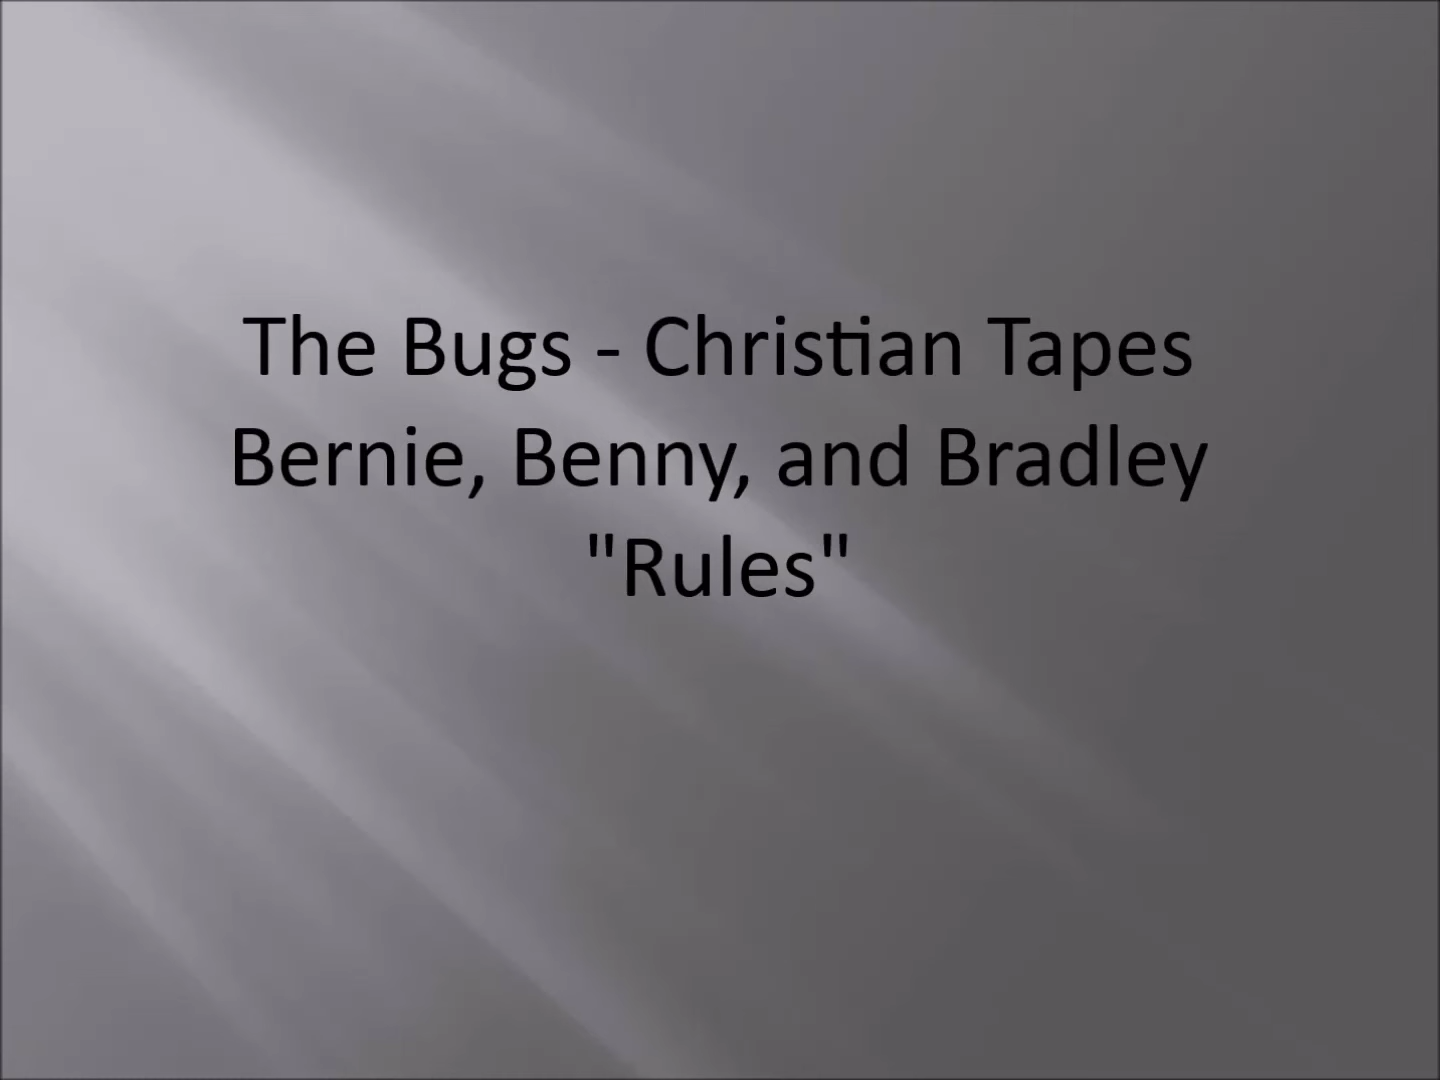 The Bugs - Christian Tapes
Bernie, Benny, and Bradley
"Rules"